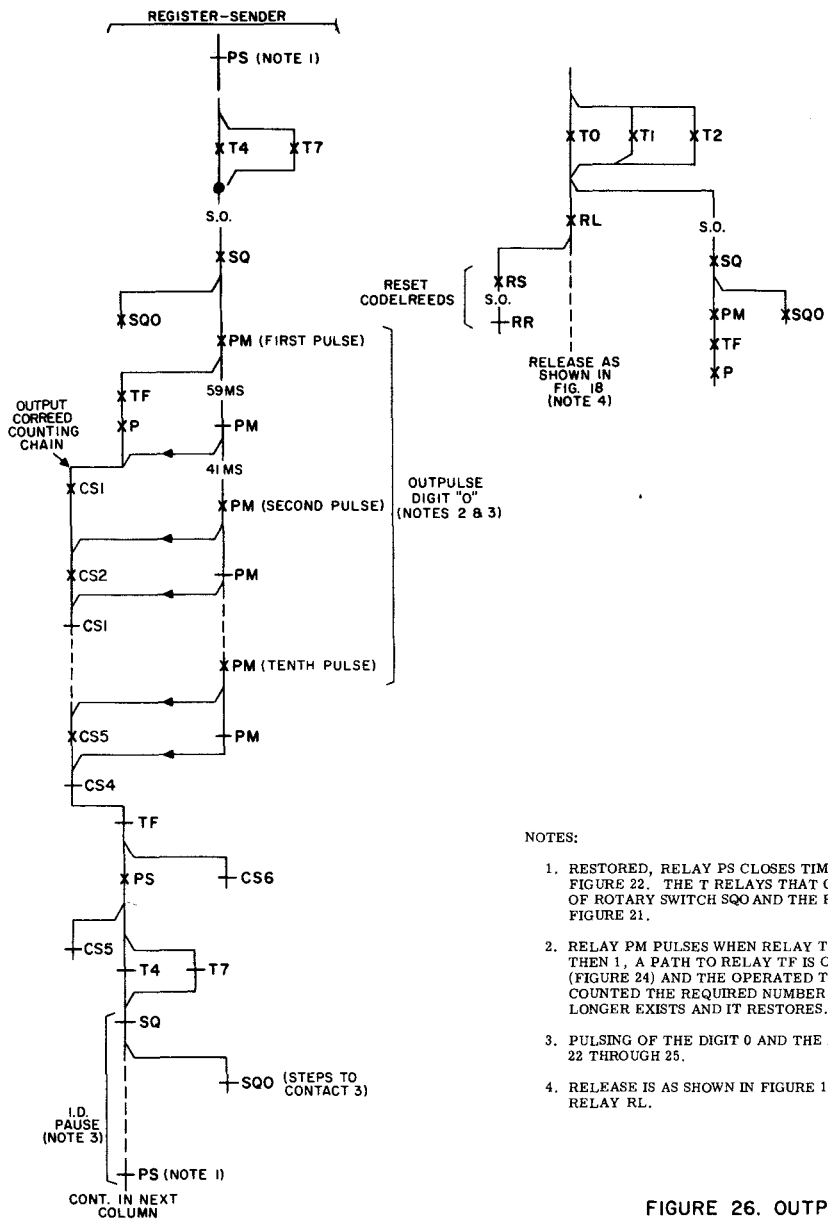 REGISTER-SENDER
PS (NOTE 1)
T4
T7
S.O.
SQ
SQO
PM (FIRST PULSE)
TF
59MS
OUTPUT
CORREED
COUNTING
CHAIN
P
PM
41MS
CS1
PM (SECOND PULSE)
OUTPULSE
DIGIT "O"
(NOTES 2 & 3)
CS2
PM
CS1
PM (TENTH PULSE)
CS5
PM
CS4
TF
CS6
PS
CS5
T4
T7
SQ
SQO (STEPS TO
CONTACT 3)
I.D.
PAUSE
(NOTE 3)
PS (NOTE 1)
CONT. IN NEXT
COLUMN
TO
T1
T2
RL
S.O.
RESET
CODELREEDS
RS
S.O.
RR
SQ
PM
SQO
TF
P
RELEASE AS
SHOWN IN
FIG. 18
(NOTE 4)
NOTES:
1. RESTORED, RELAY PS CLOSES TIM
FIGURE 22. THE T RELAYS THAT
OF ROTARY SWITCH SQO AND THE
FIGURE 21.
2. RELAY PM PULSES WHEN RELAY T
THEN 1, A PATH TO RELAY TF IS
(FIGURE 24) AND THE OPERATED T
COUNTED THE REQUIRED NUMBER
LONGER EXISTS AND IT RESTORES.
3. PULSING OF THE DIGIT 0 AND THE
22 THROUGH 25.
4. RELEASE IS AS SHOWN IN FIGURE 1
RELAY RL.
FIGURE 26. OUTP